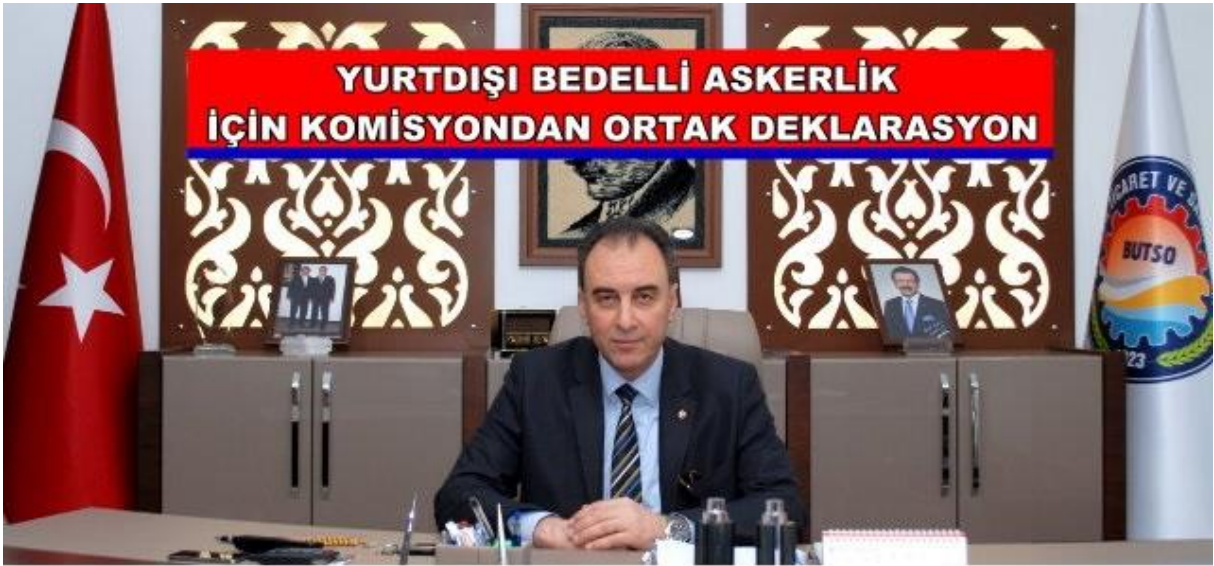 YURTDIŞI BEDELLİ ASKERLİK
İÇİN KOMİSYONDAN ORTAK DEKLARASYON
BUTSO